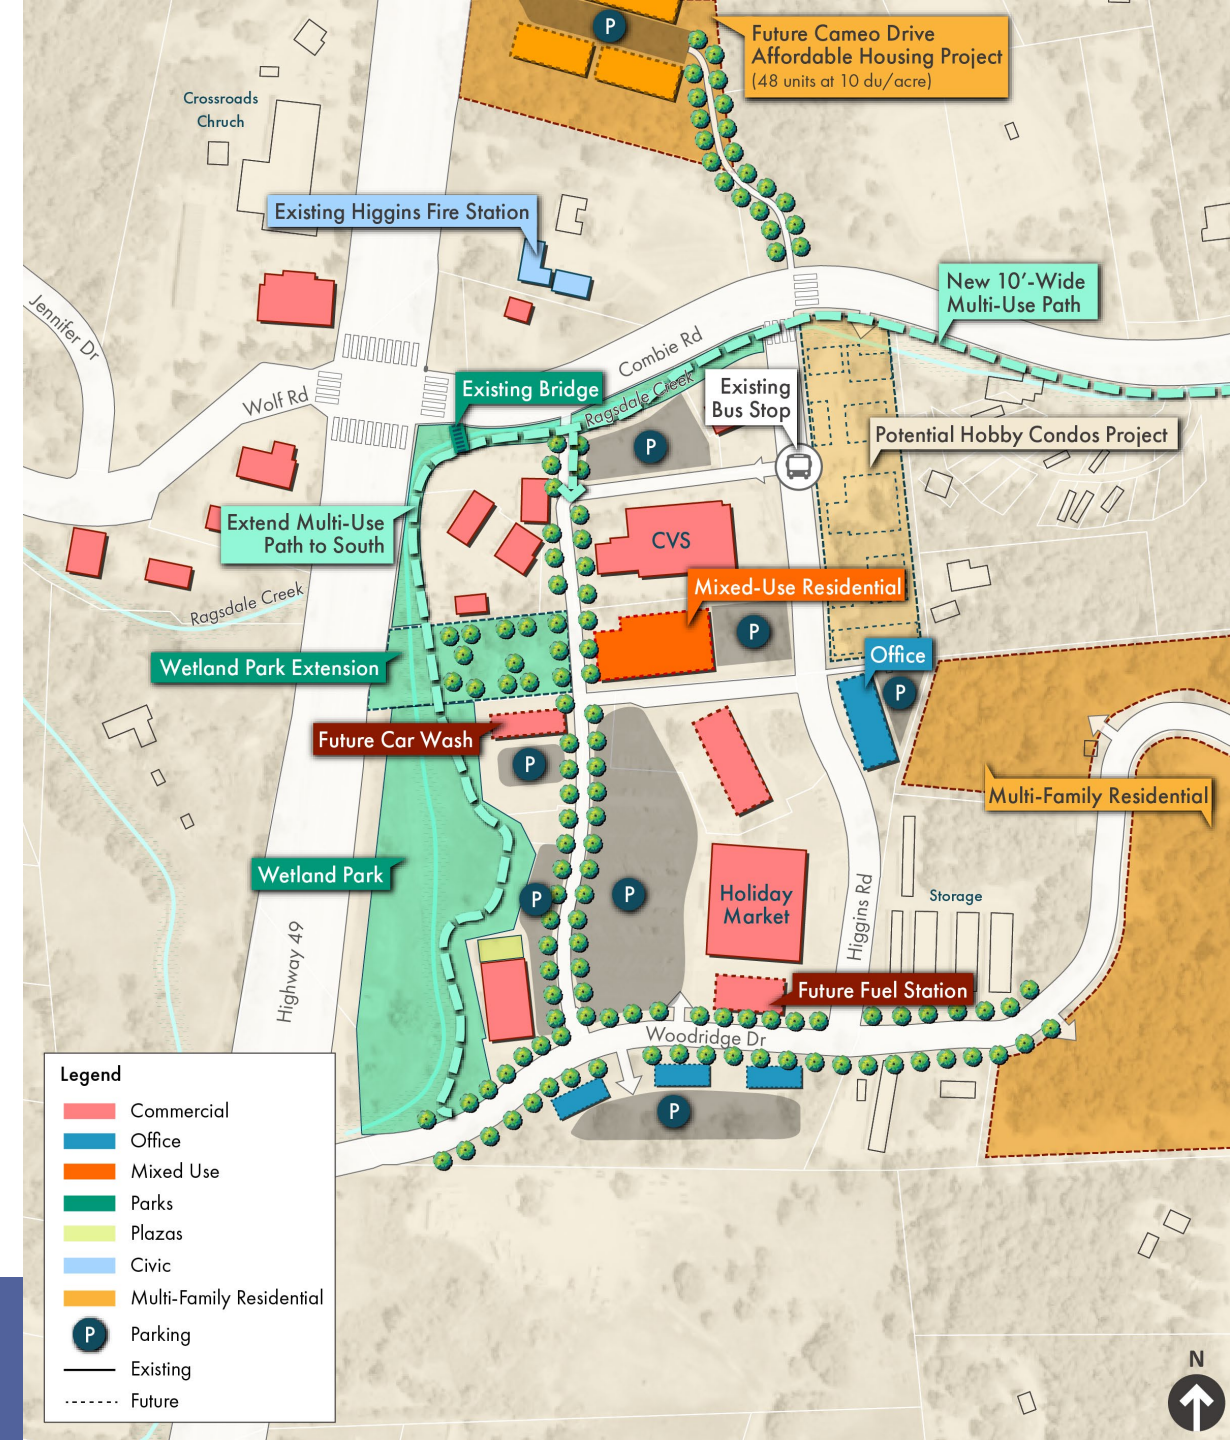 P
Future Cameo Drive
Affordable Housing Project
(48 units at 10 du/acre)
Crossroads
Chruch
Existing Higgins Fire Station
New 10'-Wide
Multi-Use Path
Jennifer Dr
Combie Rd
Wolf Rd
Existing Bridge
Ragsdale Creek
Existing
Bus Stop
P
Potential Hobby Condos Project
Extend Multi-Use
Path to South
CVS
Mixed-Use Residential
Ragsdale Creek
P
Wetland Park Extension
Office
P
Future Car Wash
P
Multi-Family Residential
Wetland Park
P
P
Holiday
Market
Higgins Rd
Storage
Highway 49
Future Fuel Station
Woodridge Dr
P
Legend
Commercial
Office
Mixed Use
Parks
Plazas
Civic
Multi-Family Residential
P Parking
Existing
Future
N